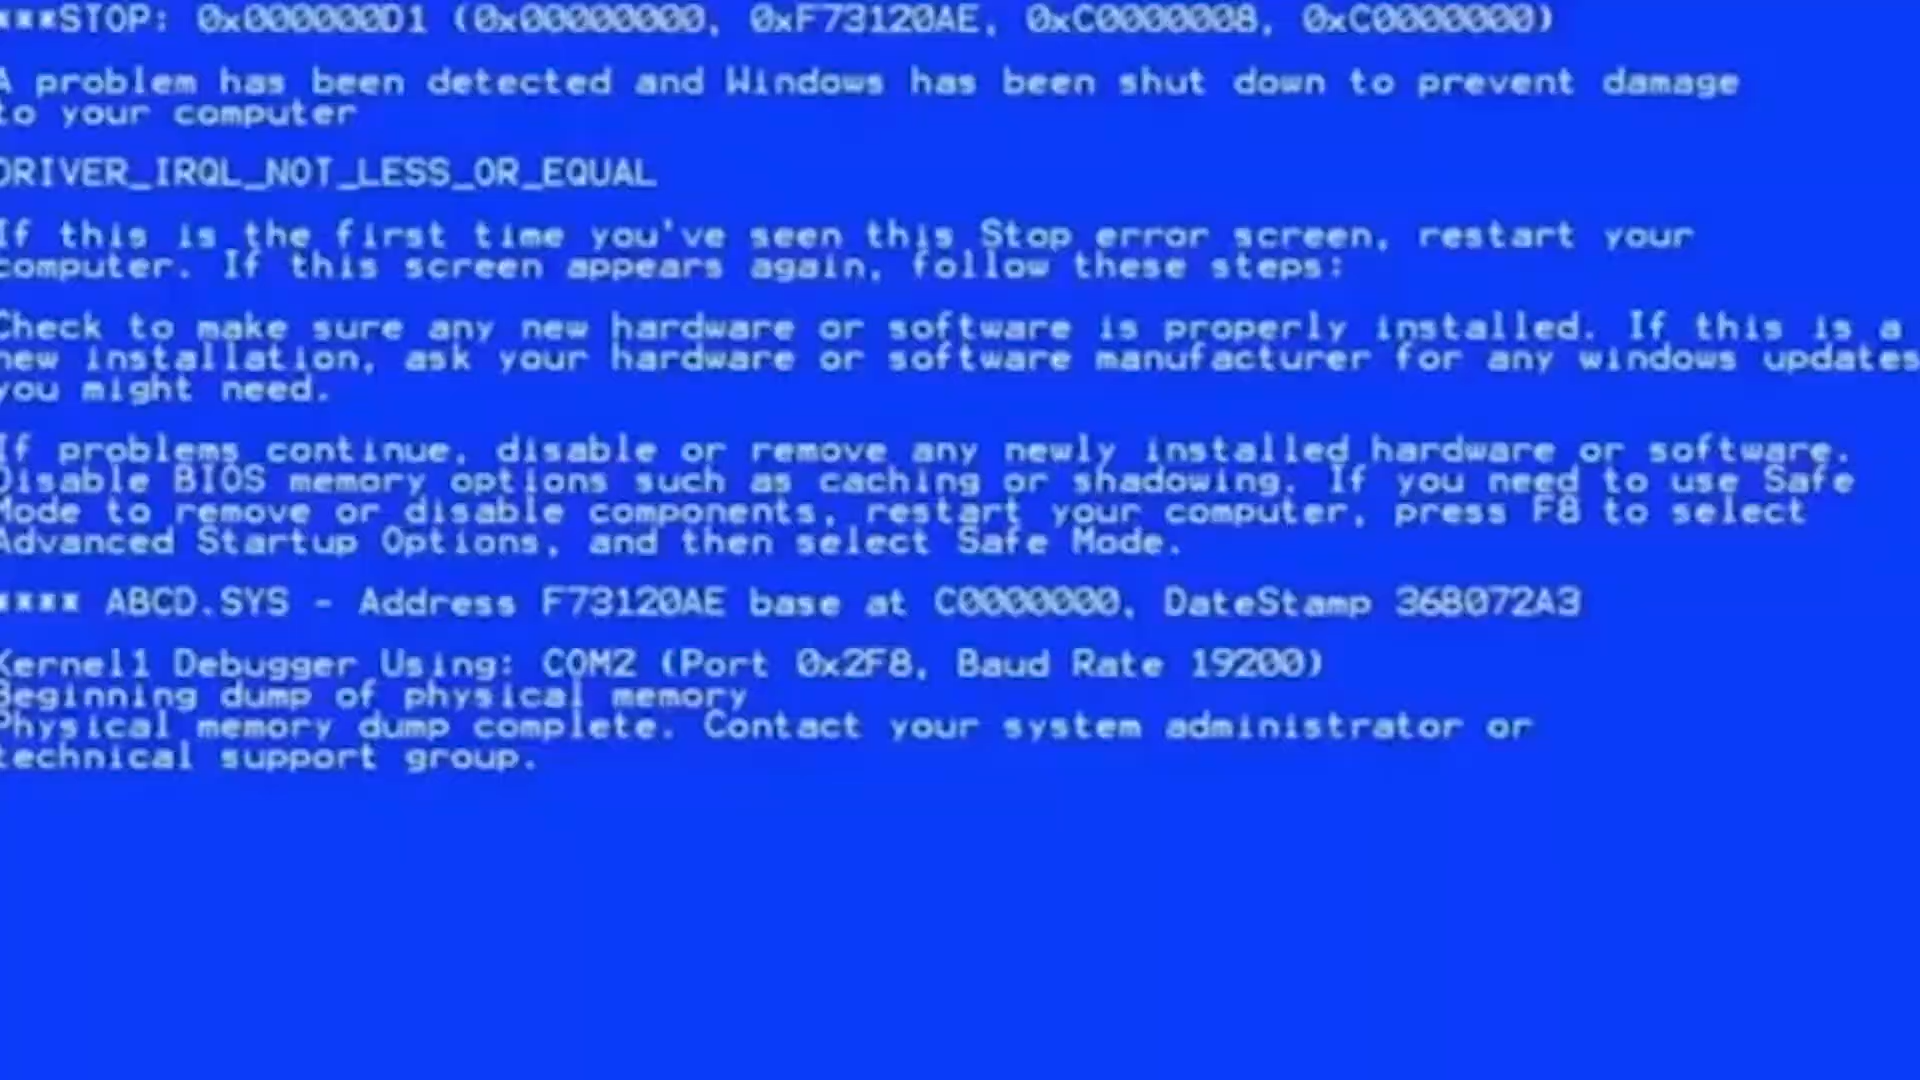 ***STOP: 0x000000D1 (0x00000000, 0xF73120AE, 0xC0000008, 0xC0000000)
A problem has been detected and Windows has been shut down to prevent damage
to your computer
DRIVER_IRQL_NOT_LESS_OR_EQUAL
If this is the first time you've seen this Stop error screen, restart your
computer. If this screen appears again, follow these steps:
Check to make sure any new hardware or software is properly installed. If this is a
new installation, ask your hardware or software manufacturer for any windows updates
you might need.
If problems continue, disable or remove any newly installed hardware or software.
Disable BIOS memory options such as caching or shadowing. If you need to use Safe
Mode to remove or disable components, restart your computer, press F8 to select
Advanced Startup Options, and then select Safe Mode.
**** ABCD.SYS - Address F73120AE base at C0000000, DateStamp 368072A3
Kernel1 Debugger Using: COM2 (Port 0x2F8, Baud Rate 19200)
Beginning dump of physical memory
Physical memory dump complete. Contact your system administrator or
technical support group.